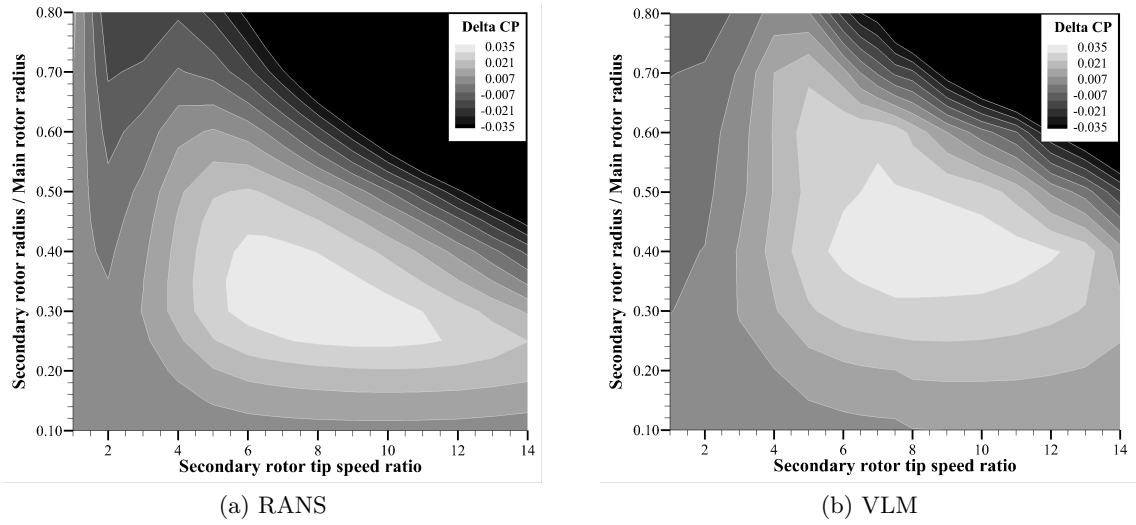 Delta CP
0.035
0.021
0.007
-0.007
-0.021
-0.035
0.80
0.70
0.60
0.50
0.40
0.30
0.20
0.10
Secondary rotor radius / Main rotor radius
2 4 6 8 10 12 14
Secondary rotor tip speed ratio
(a) RANS
Delta CP
0.035
0.021
0.007
-0.007
-0.021
-0.035
0.80
0.70
0.60
0.50
0.40
0.30
0.20
0.10
Secondary rotor radius / Main rotor radius
2 4 6 8 10 12 14
Secondary rotor tip speed ratio
(b) VLM